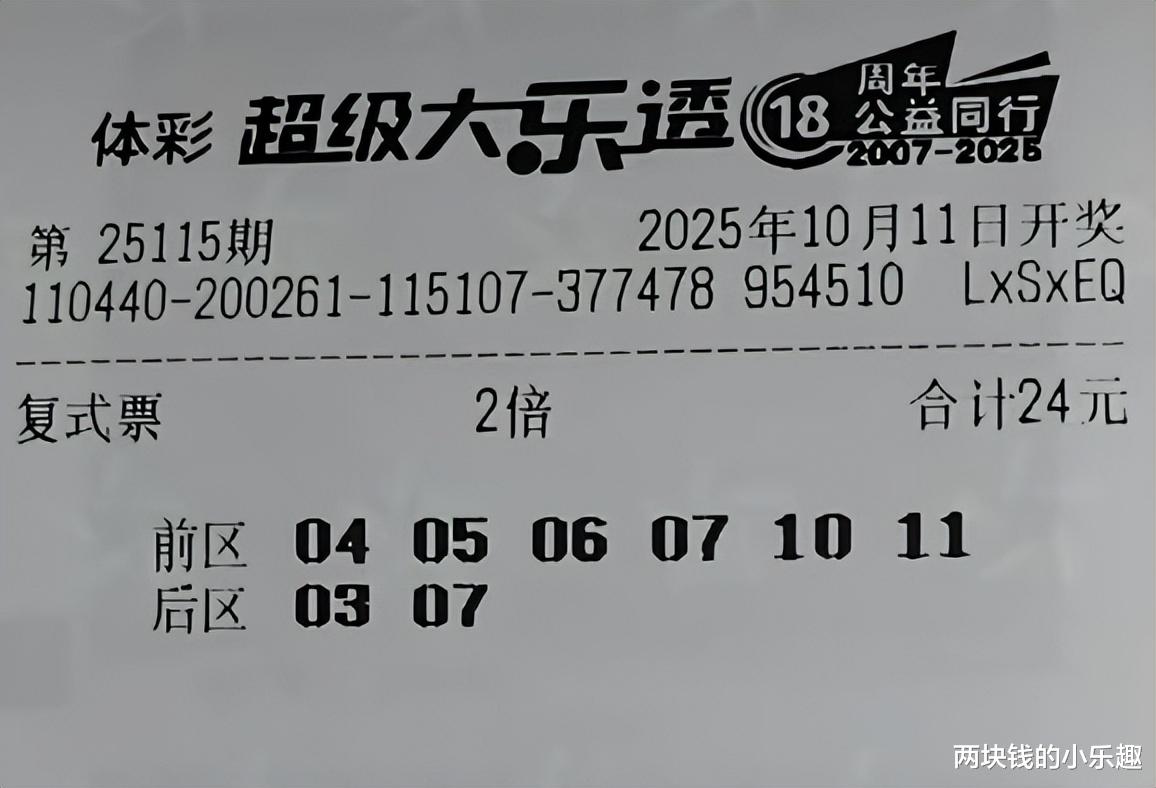 体彩 超级大乐透 18 周年
公益同行
2007-2025
第 25115期 2025年10月11日开奖
110440-200261-115107-377478 954510 LxSxEQ
复式票 2倍 合计24元
前区 04 05 06 07 10 11
后区 03 07
两块钱的小乐趣